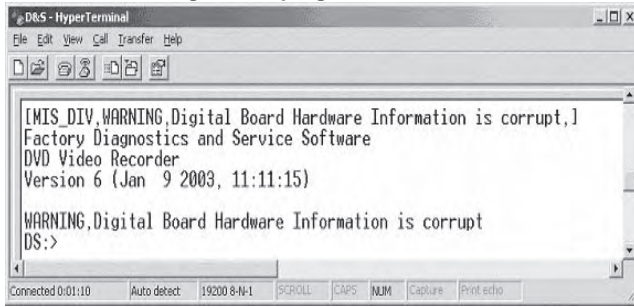 D&S - HyperTerminal
File Edit View Call Transfer Help
[MIS_DIV,WARNING,Digital Board Hardware Information is corrupt,]
Factory Diagnostics and Service Software
DVD Video Recorder
Version 6 (Jan  9 2003, 11:11:15)
WARNING,Digital Board Hardware Information is corrupt
DS:>
Connected 0:01:10 Auto detect 19200 8-N-1 SCROLL CAPS NUM Capture Print echo